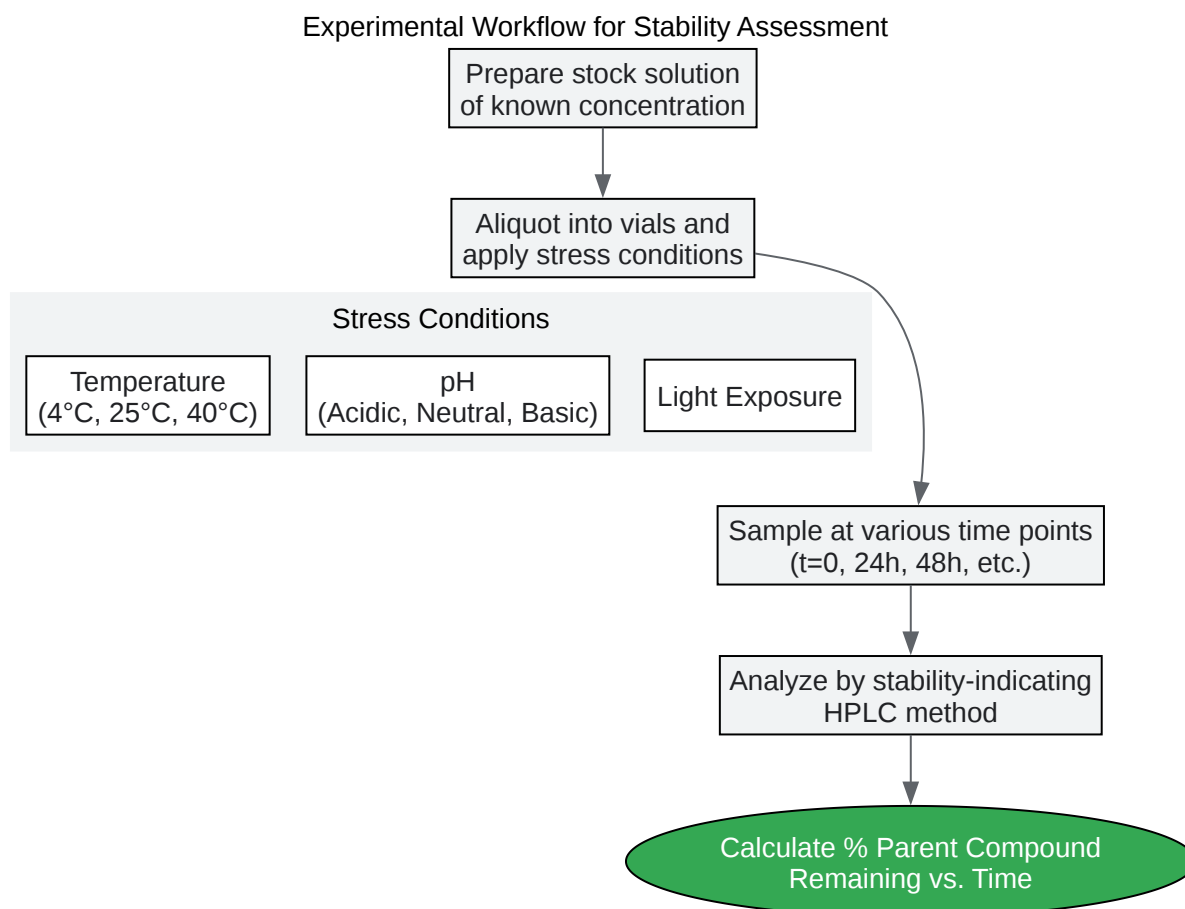 Experimental Workflow for Stability Assessment
Prepare stock solution
of known concentration
Aliquot into vials and
apply stress conditions
Stress Conditions
Temperature
(4°C, 25°C, 40°C)
pH
(Acidic, Neutral, Basic)
Light Exposure
Sample at various time points
(t=0, 24h, 48h, etc.)
Analyze by stability-indicating
HPLC method
Calculate % Parent Compound
Remaining vs. Time